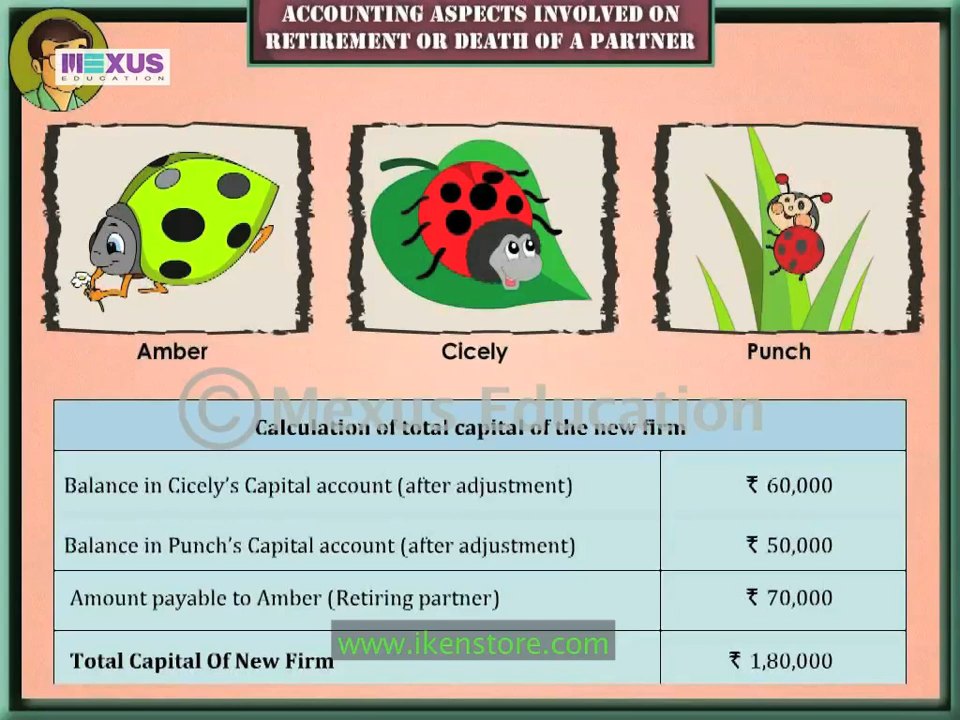 ACCOUNTING ASPECTS INVOLVED ON
RETIREMENT OR DEATH OF A PARTNER
MEXUS
EDUCATION
Amber
Cicely
Punch
© Mexus Education
Calculation of total capital of the new firm
Balance in Cicely's Capital account (after adjustment) ₹ 60,000
Balance in Punch's Capital account (after adjustment) ₹ 50,000
Amount payable to Amber (Retiring partner) ₹ 70,000
www.ikenstore.com
Total Capital Of New Firm ₹ 1,80,000